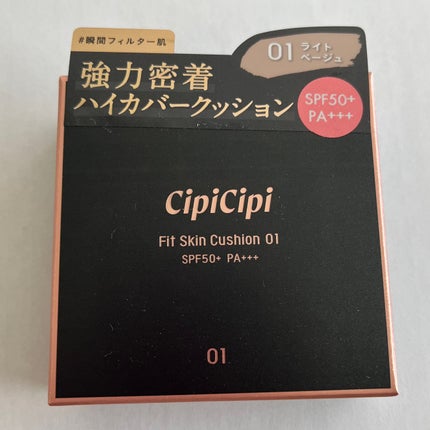 #瞬間フィルター肌
01 ライト
ベージュ
強力密着
ハイカバークッション
SPF50+
PA+++
CipiCipi
Fit Skin Cushion 01
SPF50+ PA+++
01